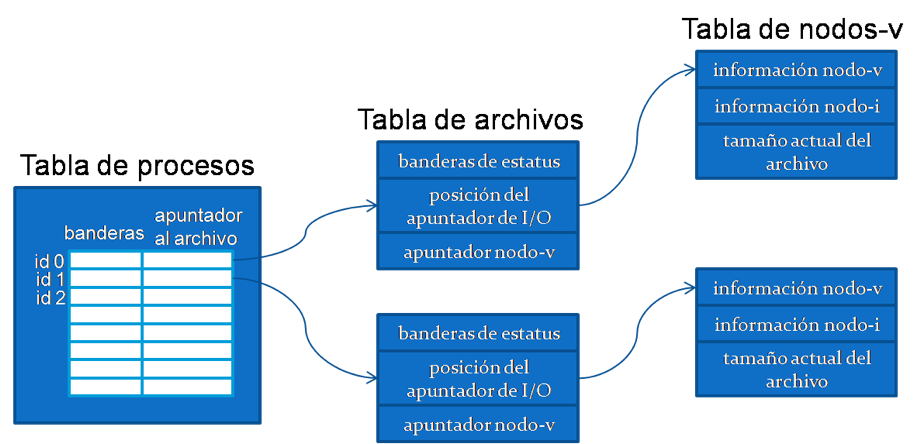 Tabla de procesos
banderas
apuntador
al archivo
id 0
id 1
id 2
Tabla de archivos
banderas de estatus
posición del
apuntador de I/O
apuntador nodo-v
banderas de estatus
posición del
apuntador de I/O
apuntador nodo-v
Tabla de nodos-v
información nodo-v
información nodo-i
tamaño actual del
archivo
información nodo-v
información nodo-i
tamaño actual del
archivo